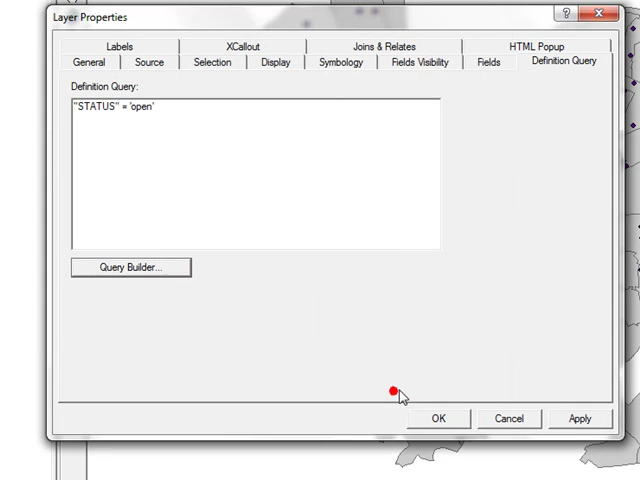 Layer Properties
?
Labels XCallout Joins & Relates HTML Popup
General Source Selection Display Symbology Fields Visibility Fields Definition Query
Definition Query:
"STATUS" = 'open'
Query Builder...
OK Cancel Apply